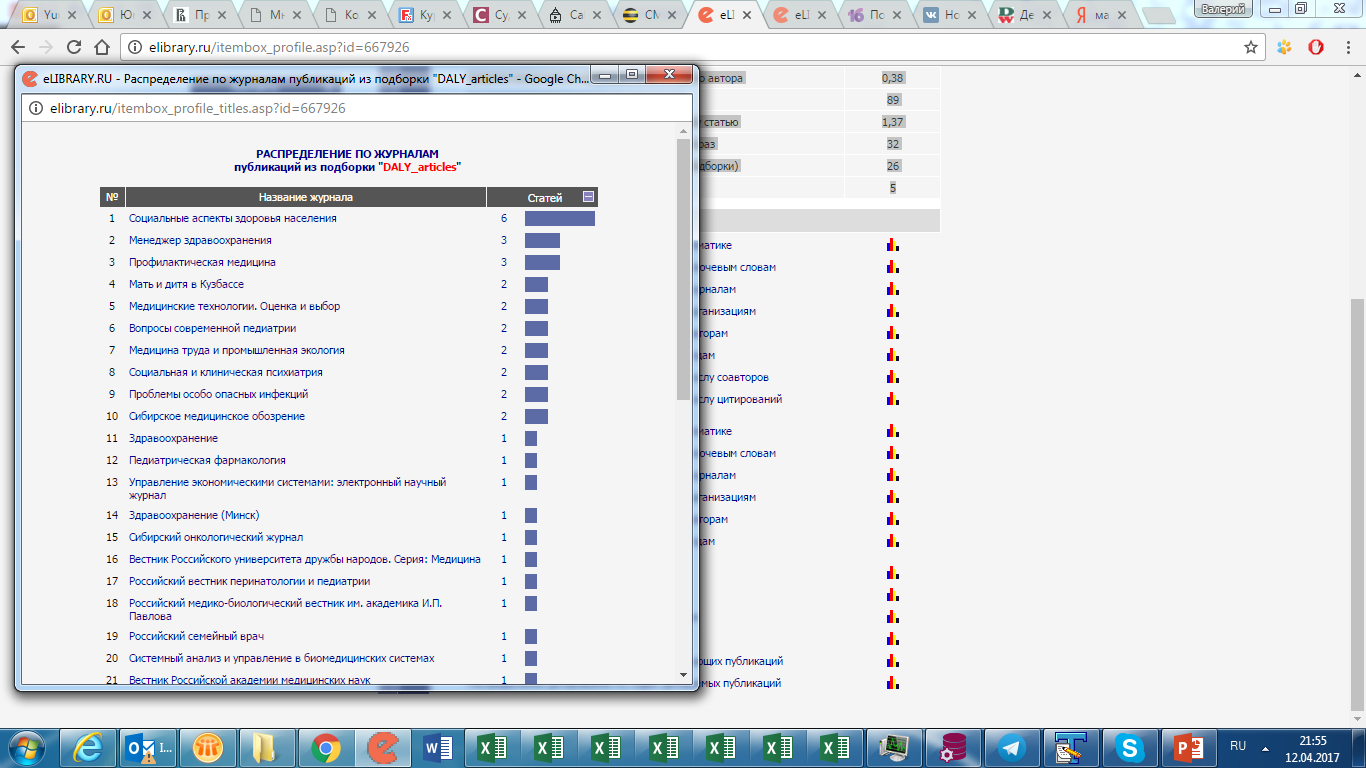 Yur
Юг
Пр
Мн
Ко
Ку
Су
Са
СМ
eLI
eLI
По
Но
Де
ма
Валерий
elibrary.ru/itembox_profile.asp?id=667926
eLIBRARY.RU - Распределение по журналам публикаций из подборки "DALY_articles" - Google Ch...
elibrary.ru/itembox_profile_titles.asp?id=667926
РАСПРЕДЕЛЕНИЕ ПО ЖУРНАЛАМ
публикаций из подборки "DALY_articles"
№ Название журнала Статей
1 Социальные аспекты здоровья населения 6
2 Менеджер здравоохранения 3
3 Профилактическая медицина 3
4 Мать и дитя в Кузбассе 2
5 Медицинские технологии. Оценка и выбор 2
6 Вопросы современной педиатрии 2
7 Медицина труда и промышленная экология 2
8 Социальная и клиническая психиатрия 2
9 Проблемы особо опасных инфекций 2
10 Сибирское медицинское обозрение 2
11 Здравоохранение 1
12 Педиатрическая фармакология 1
13 Управление экономическими системами: электронный научный
журнал 1
14 Здравоохранение (Минск) 1
15 Сибирский онкологический журнал 1
16 Вестник Российского университета дружбы народов. Серия: Медицина 1
17 Российский вестник перинатологии и педиатрии 1
18 Российский медико-биологический вестник им. академика И.П.
Павлова 1
19 Российский семейный врач 1
20 Системный анализ и управление в биомедицинских системах 1
21 Вестник Российской академии медицинских наук 1
о автора 0,38
89
у статью 1,37
раз 32
дборки) 26
5
матике
ючевым словам
рналам
ганизациям
торам
дам
слу соавторов
слу цитирований
матике
ючевым словам
рналам
ганизациям
торам
дам
ющих публикаций
емых публикаций
I...
RU
21:55
12.04.2017